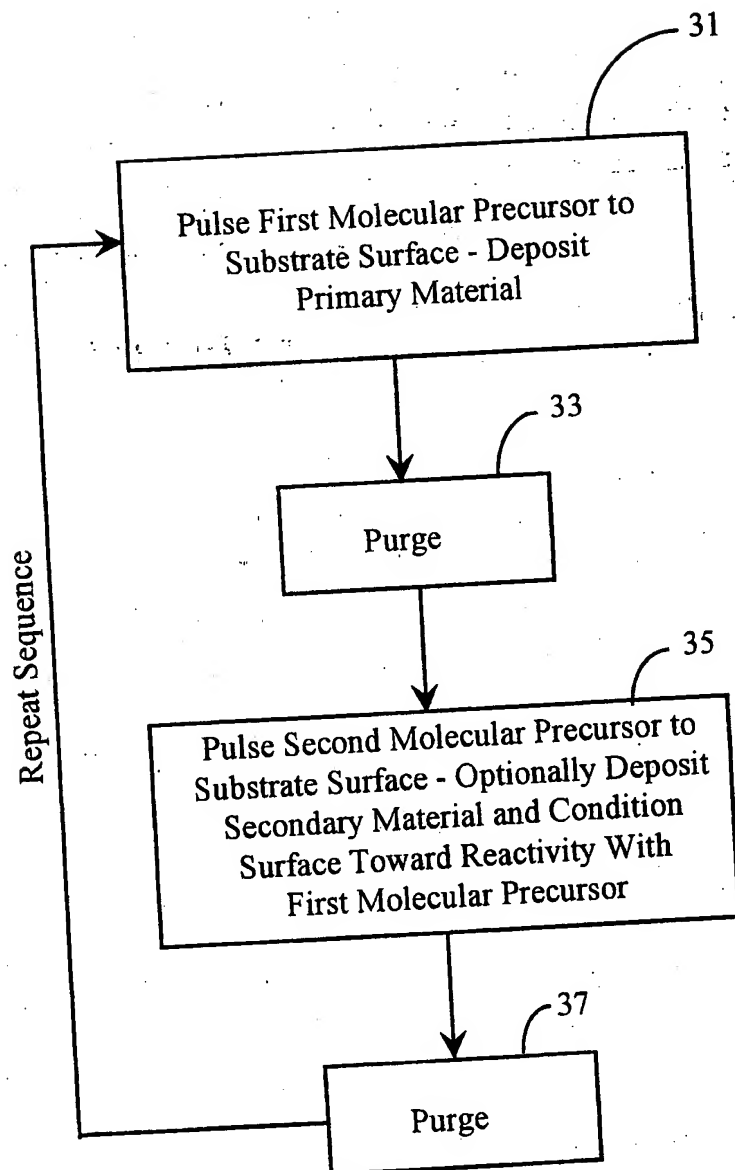 31
Pulse First Molecular Precursor to
Substrate Surface - Deposit
Primary Material
33
Purge
35
Pulse Second Molecular Precursor to
Substrate Surface - Optionally Deposit
Secondary Material and Condition
Surface Toward Reactivity With
First Molecular Precursor
37
Purge
Repeat Sequence